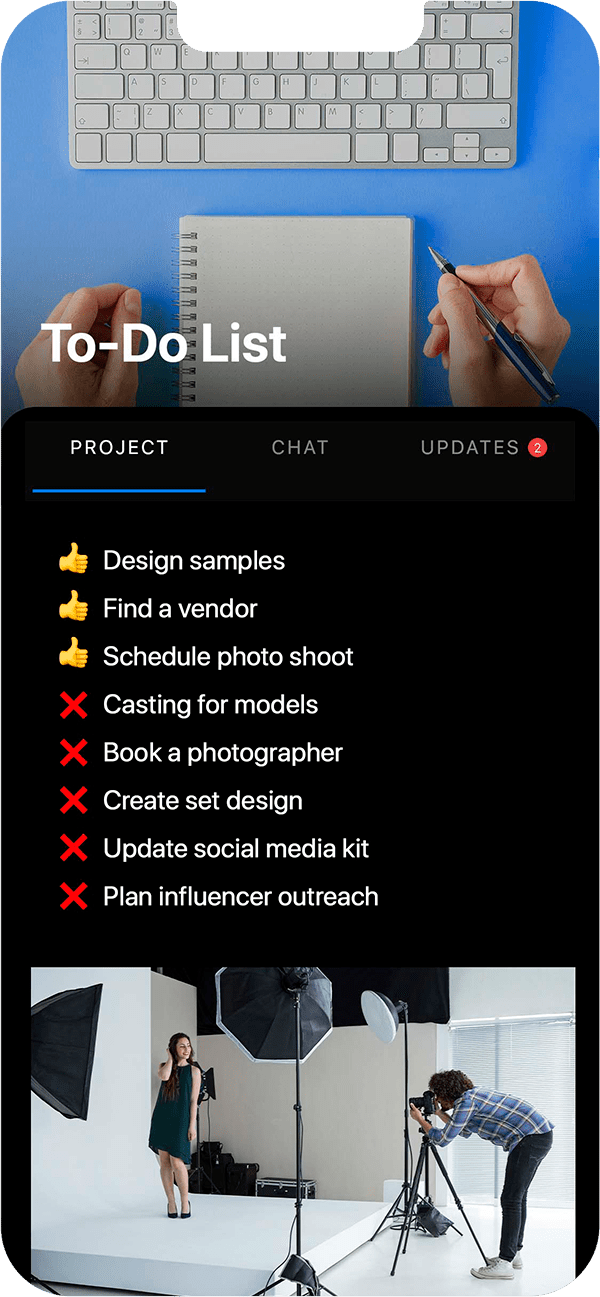 To-Do List
PROJECT CHAT UPDATES 2
👍 Design samples
👍 Find a vendor
👍 Schedule photo shoot
❌ Casting for models
❌ Book a photographer
❌ Create set design
❌ Update social media kit
❌ Plan influencer outreach